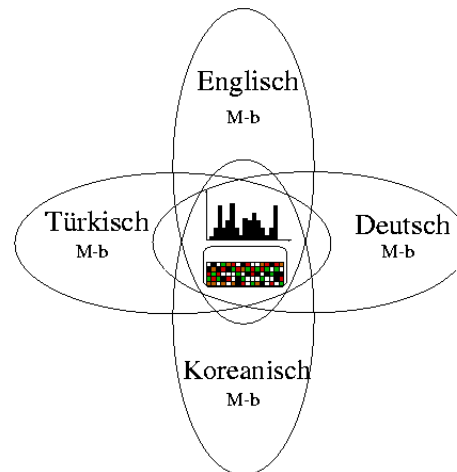 Englisch
M-b
Türkisch
M-b
Deutsch
M-b
Koreanisch
M-b